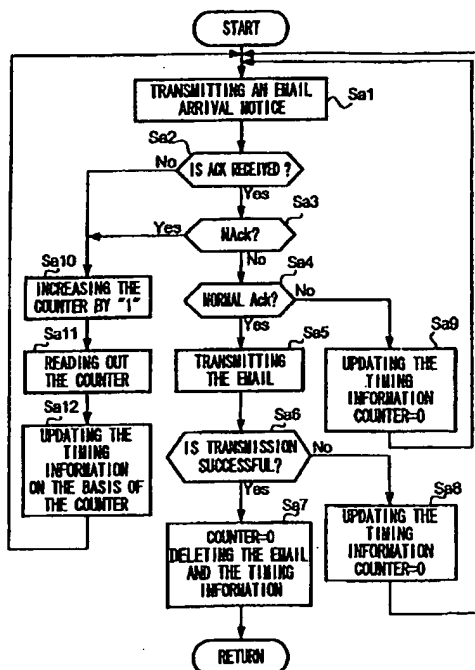 START
TRANSMITTING AN EMAIL
ARRIVAL NOTICE
Sa1
Sa2
IS ACK RECEIVED ?
No
Yes
Sa3
NAck?
Yes
No
Sa10
INCREASING THE
COUNTER BY "1"
Sa4
NORMAL Ack?
No
Yes
Sa11
READING OUT
THE COUNTER
Sa5
TRANSMITTING
THE EMAIL
Sa9
UPDATING THE
TIMING
INFORMATION
COUNTER=0
Sa12
UPDATING THE
TIMING
INFORMATION
ON THE BASIS OF
THE COUNTER
Sa6
IS TRANSMISSION
SUCCESSFUL?
No
Yes
Sa7
COUNTER=0
DELETING THE EMAIL
AND THE TIMING
INFORMATION
Sa8
UPDATING THE
TIMING
INFORMATION
COUNTER=0
RETURN